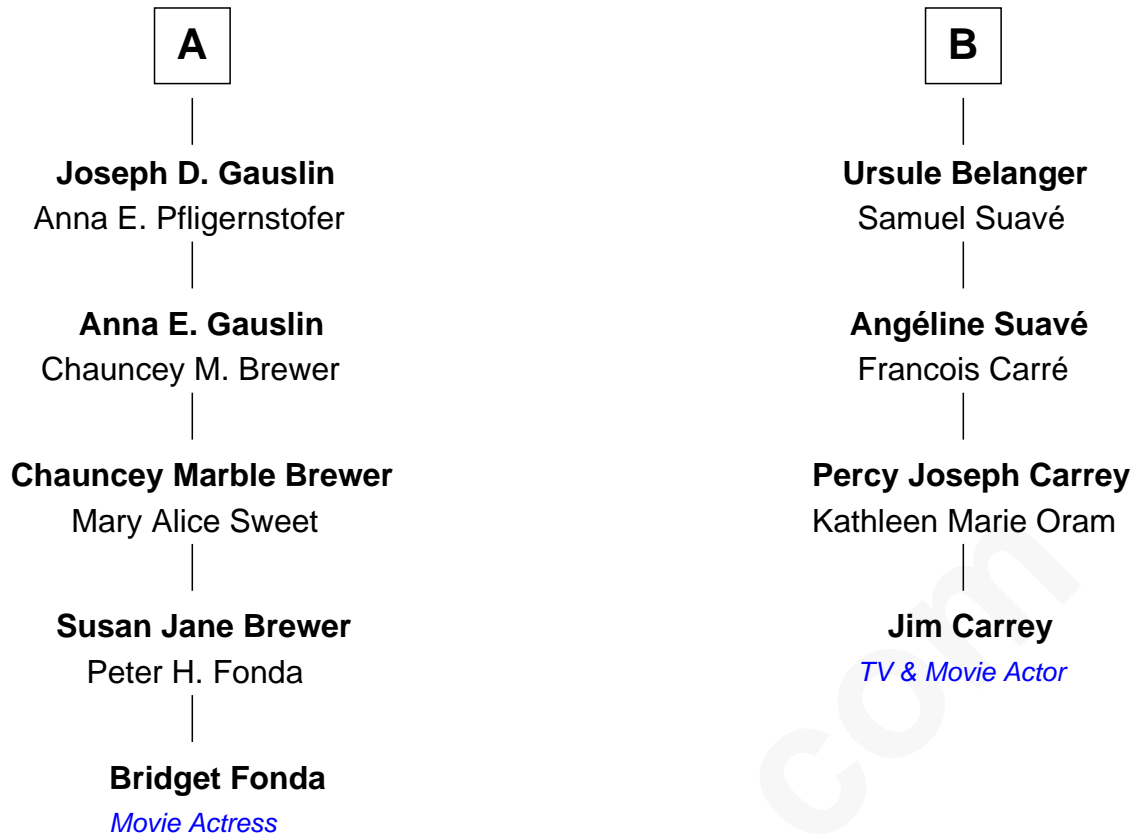 A
Joseph D. Gauslin
Anna E. Pfligernstofer
Anna E. Gauslin
Chauncey M. Brewer
Chauncey Marble Brewer
Mary Alice Sweet
Susan Jane Brewer
Peter H. Fonda
Bridget Fonda
Movie Actress
B
Ursule Belanger
Samuel Suavé
Angéline Suavé
Francois Carré
Percy Joseph Carrey
Kathleen Marie Oram
Jim Carrey
TV & Movie Actor
com